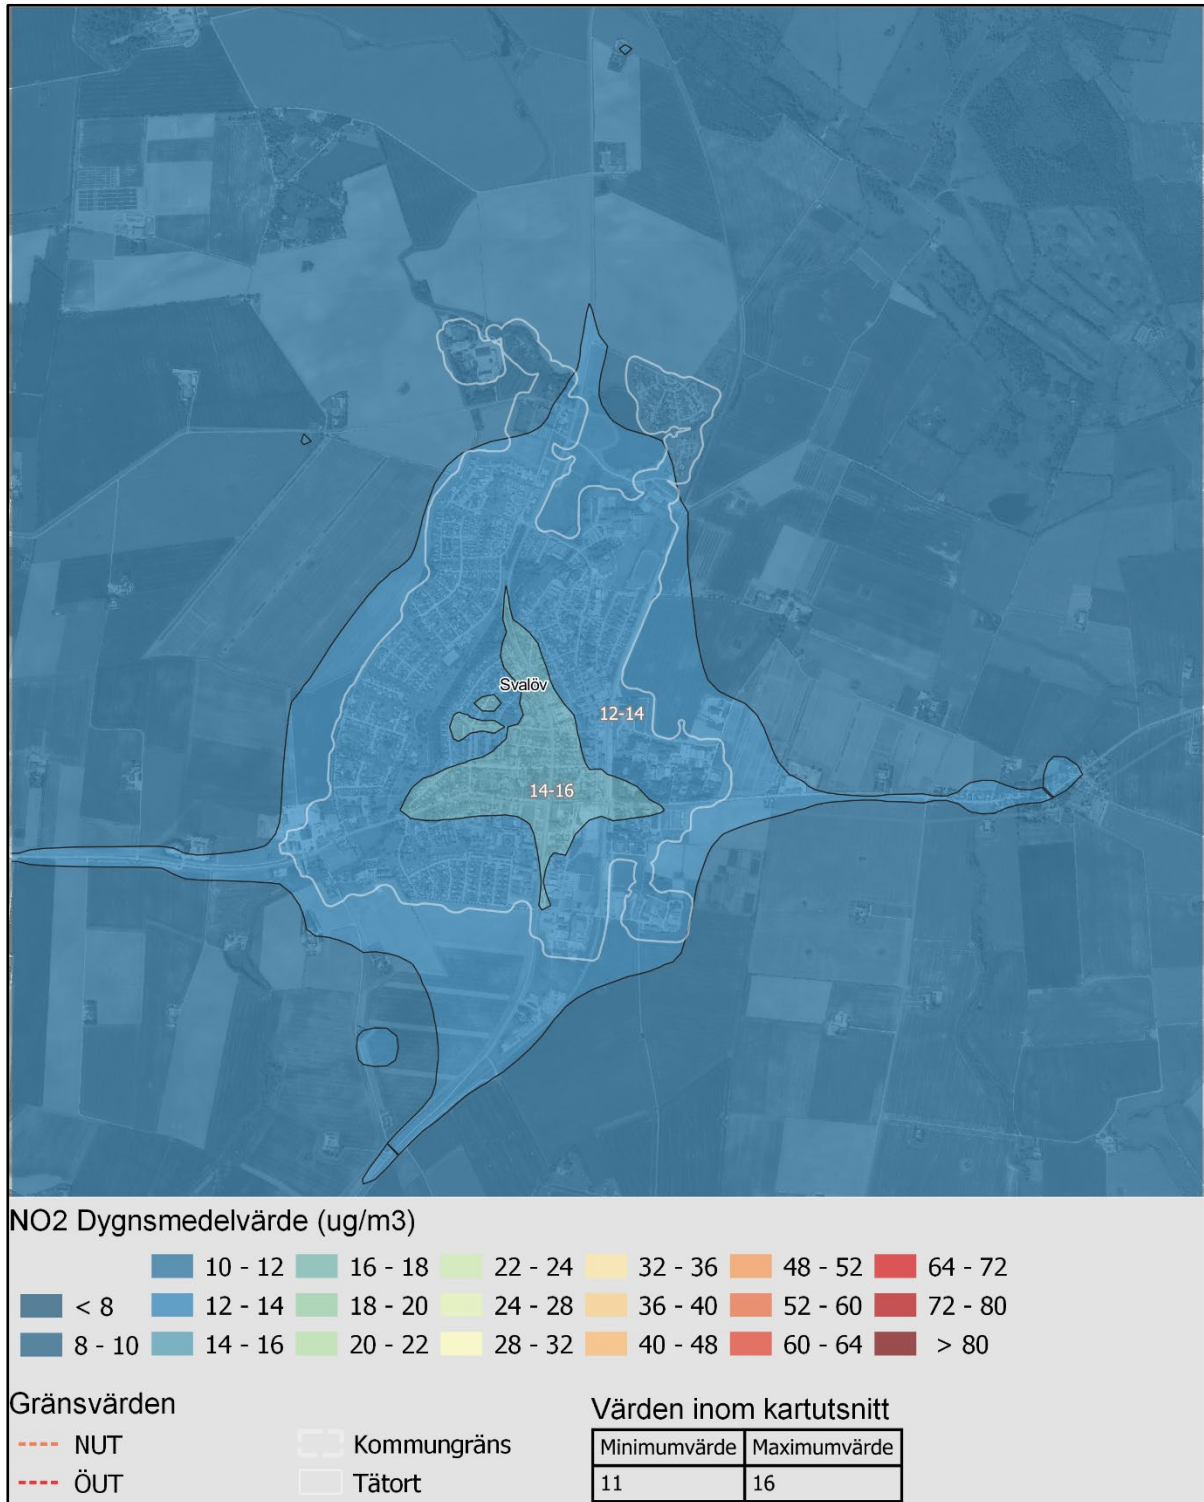 Svalöv
12-14
14-16
NO2 Dygnsmedelvärde (ug/m3)
10 - 12 16 - 18 22 - 24 32 - 36 48 - 52 64 - 72
< 8 12 - 14 18 - 20 24 - 28 36 - 40 52 - 60 72 - 80
8 - 10 14 - 16 20 - 22 28 - 32 40 - 48 60 - 64 > 80
Gränsvärden
NUT
ÖUT
Kommungräns
Tätort
Värden inom kartutsnitt
Minimumvärde Maximumvärde
11 16